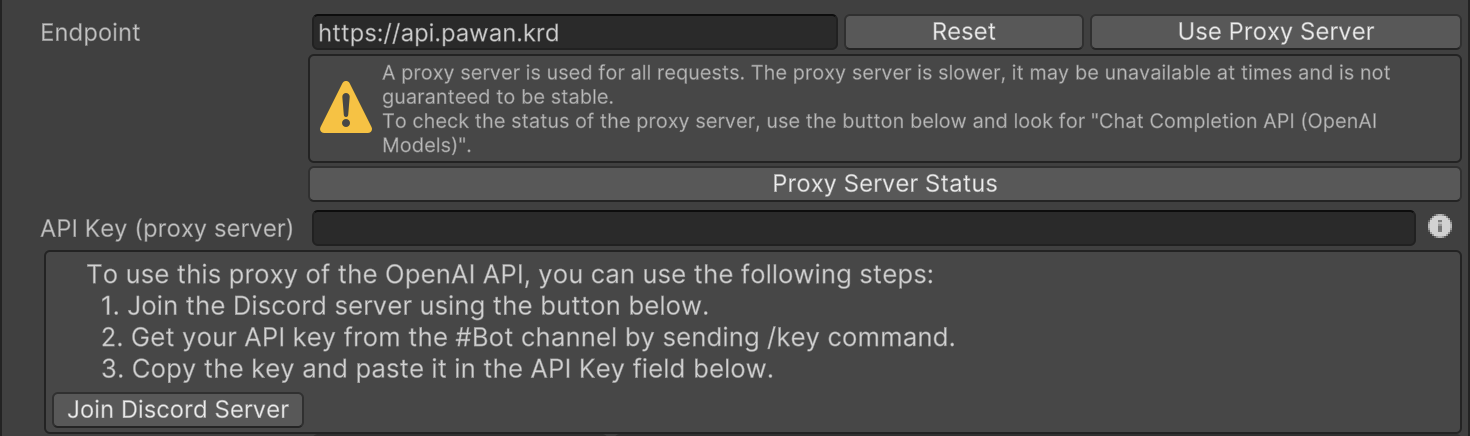 Endpoint
https://api.pawan.krd
Reset
Use Proxy Server
A proxy server is used for all requests. The proxy server is slower, it may be unavailable at times and is not
guaranteed to be stable.
To check the status of the proxy server, use the button below and look for "Chat Completion API (OpenAI
Models)".
Proxy Server Status
API Key (proxy server)
To use this proxy of the OpenAI API, you can use the following steps:
1. Join the Discord server using the button below.
2. Get your API key from the #Bot channel by sending /key command.
3. Copy the key and paste it in the API Key field below.
Join Discord Server